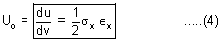 U₀ = du/dv = 1/2 σₓ εₓ .....(4)